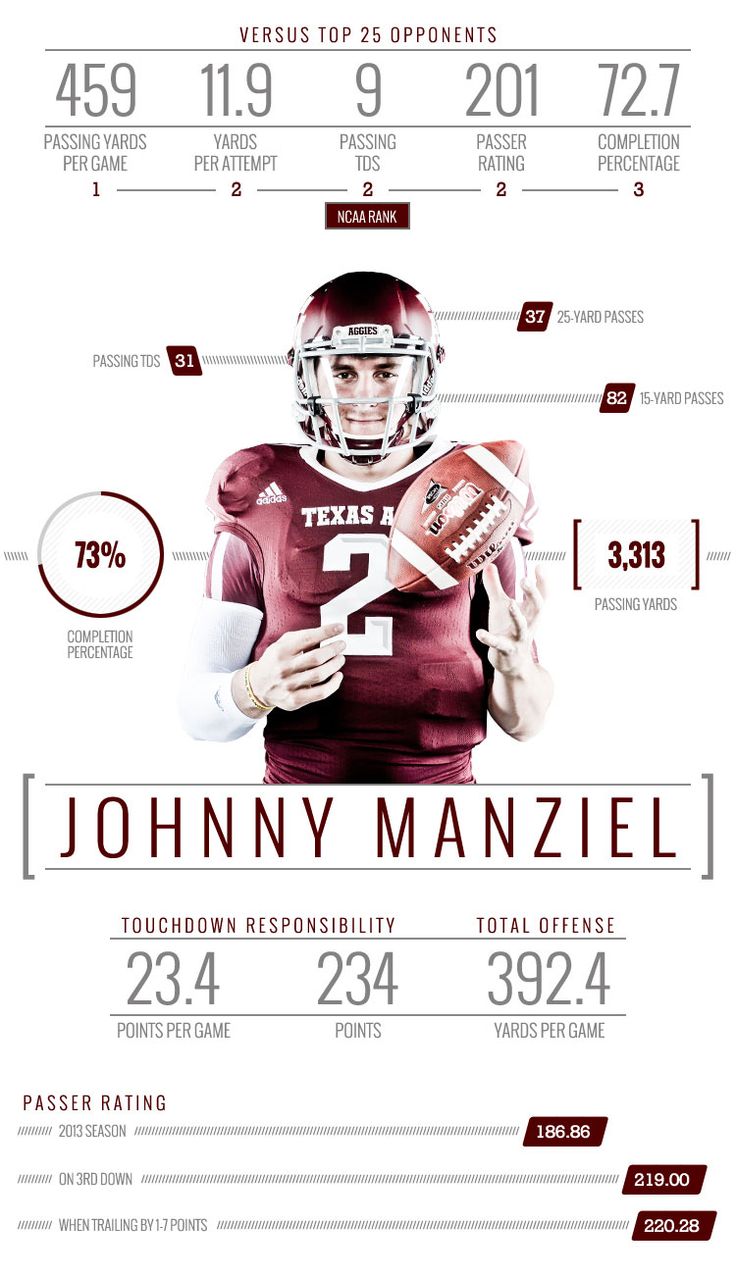 VERSUS TOP 25 OPPONENTS
459 11.9 9 201 72.7
PASSING YARDS YARDS PASSING PASSER COMPLETION
PER GAME PER ATTEMPT TDS RATING PERCENTAGE
1 2 2 2 3
NCAA RANK
37 25-YARD PASSES
AGGIES
PASSING TDS 31
82 15-YARD PASSES
adidas
TEXAS A
73%
2
3,313
PASSING YARDS
COMPLETION
PERCENTAGE
JOHNNY MANZIEL
TOUCHDOWN RESPONSIBILITY TOTAL OFFENSE
23.4 234 392.4
POINTS PER GAME POINTS YARDS PER GAME
PASSER RATING
2013 SEASON 186.86
ON 3RD DOWN 219.00
WHEN TRAILING BY 1-7 POINTS 220.28